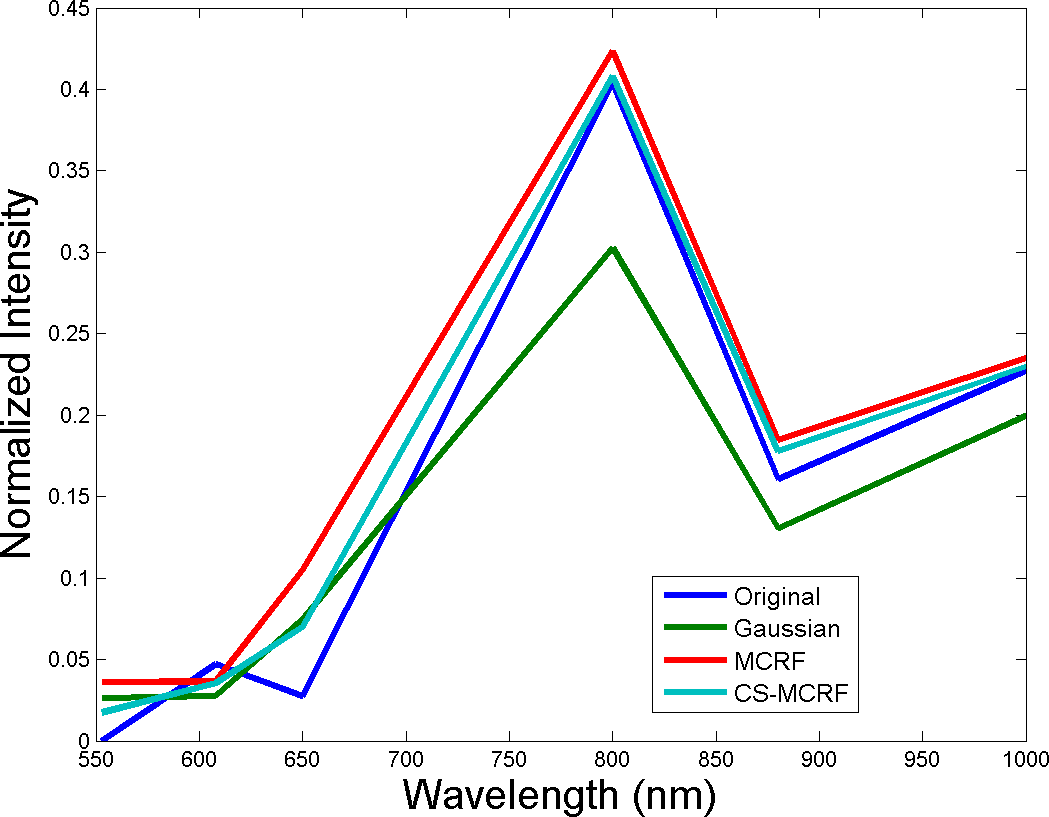 0.45
0.4
0.35
0.3
0.25
0.2
0.15
0.1
0.05
0
Normalized Intensity
550 600 650 700 750 800 850 900 950 1000
Wavelength (nm)
Original
Gaussian
MCRF
CS-MCRF